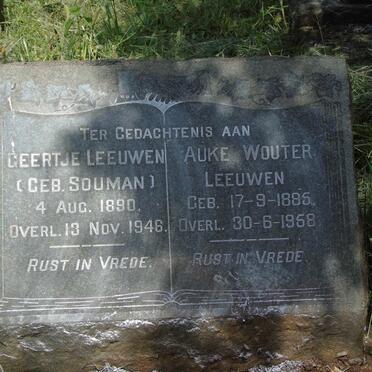 TER GEDACHTENIS AAN
GEERTJE LEEUWEN
(GEB. SOUMAN)
4 AUG. 1890.
OVERL. 13 NOV. 1946.
RUST IN VREDE.
AUKE WOUTER
LEEUWEN
GEB. 17-9-1885.
OVERL. 30-6-1958.
RUST IN VREDE.